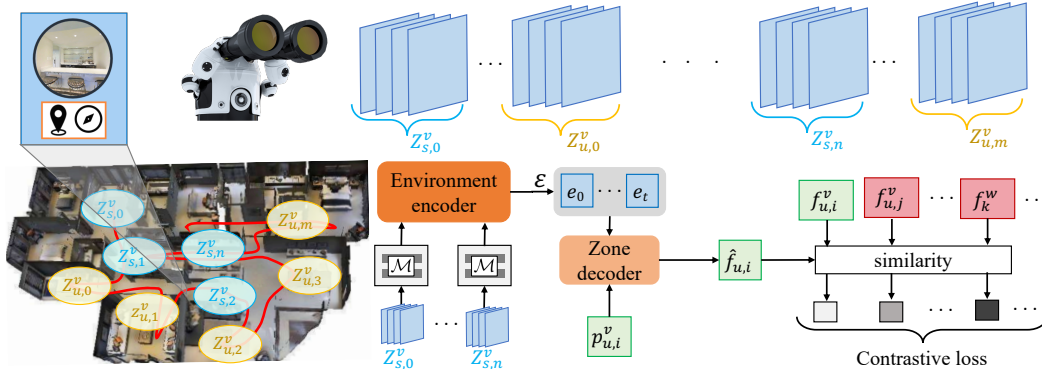 Z^v_{s,0}
...
Z^v_{u,0}
. . .
Z^v_{s,n}
...
Z^v_{u,m}
Z^v_{s,0}
Z^v_{u,m}
Z^v_{s,n}
Z^v_{s,1}
Z^v_{u,3}
Z^v_{u,0}
Z^v_{s,2}
Z^v_{u,1}
Z^v_{u,2}
Environment
encoder
ℰ
e_0 ... e_t
ℳ
ℳ
...
Z^v_{s,0}
Z^v_{s,n}
Zone
decoder
p^v_{u,i}
f̂_{u,i}
f^v_{u,i} f^v_{u,j} ... f^w_k ...
similarity
... ...
Contrastive loss